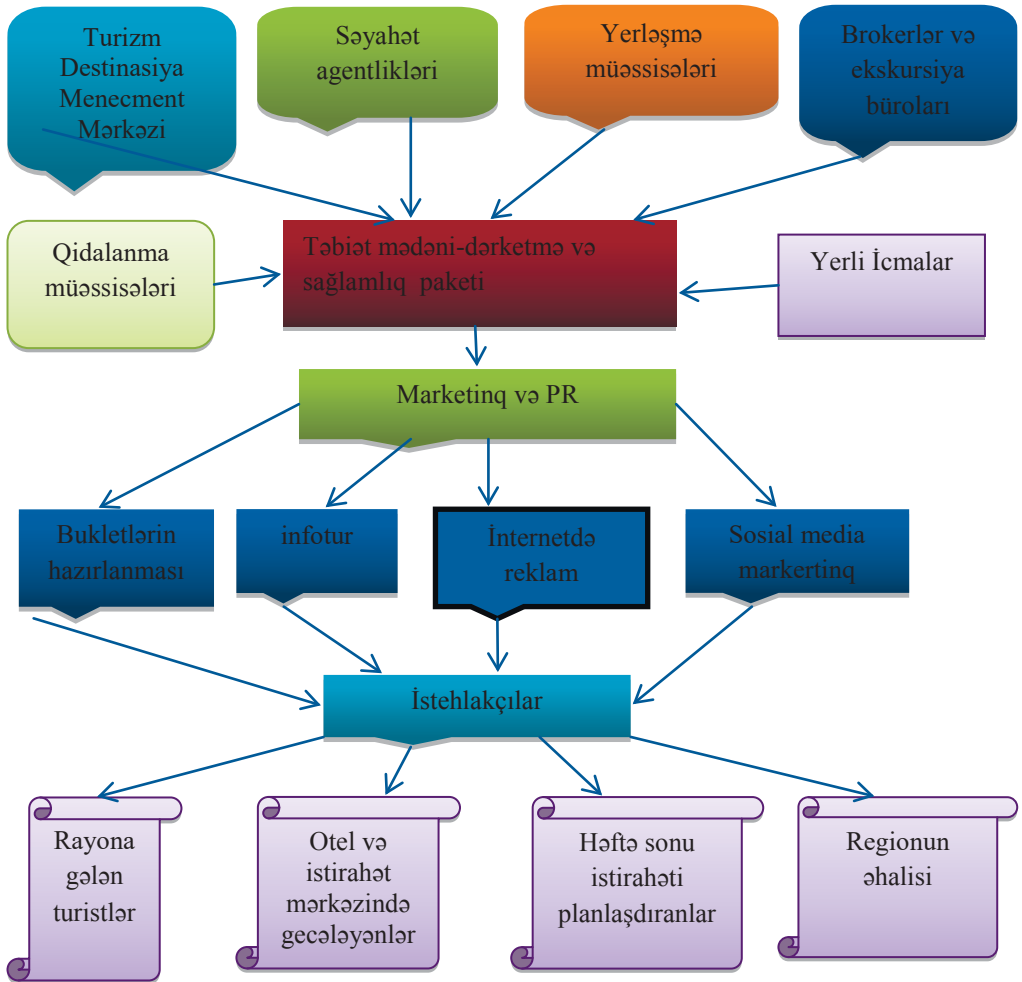 Turizm
Destinasiya
Menecment
Mərkəzi
Səyahət
agentlikləri
Yerləşmə
müəssisələri
Brokerlər və
ekskursiya
büroları
Qidalanma
müəssisələri
Təbiət mədəni-dərketmə və
sağlamlıq paketi
Yerli İcmalar
Marketinq və PR
Bukletlərin
hazırlanması
infotur
İnternetdə
reklam
Sosial media
markertinq
İstehlakçılar
Rayona
gələn
turistlər
Otel və
istirahət
mərkəzində
gecələyənlər
Həftə sonu
istirahəti
planlaşdıranlar
Regionun
əhalisi